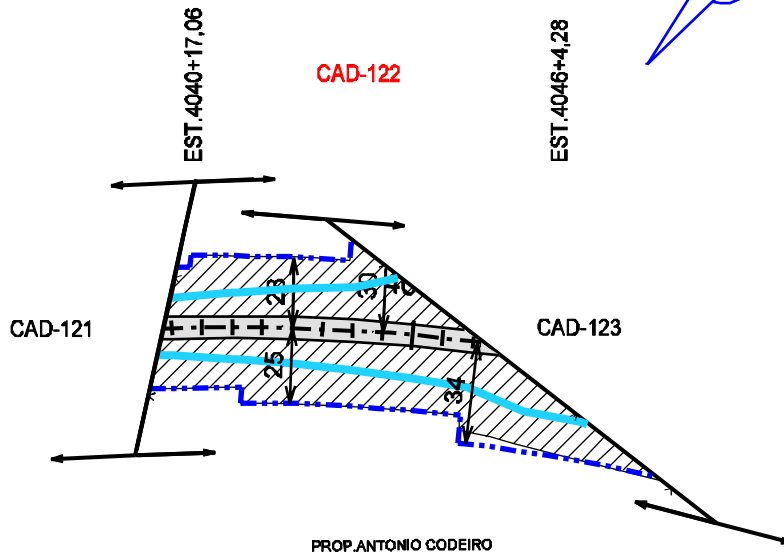 EST.4040+17,06
CAD-122
EST.4046+4,28
CAD-121
CAD-123
23
30
25
34
PROP.ANTONIO CODEIRO